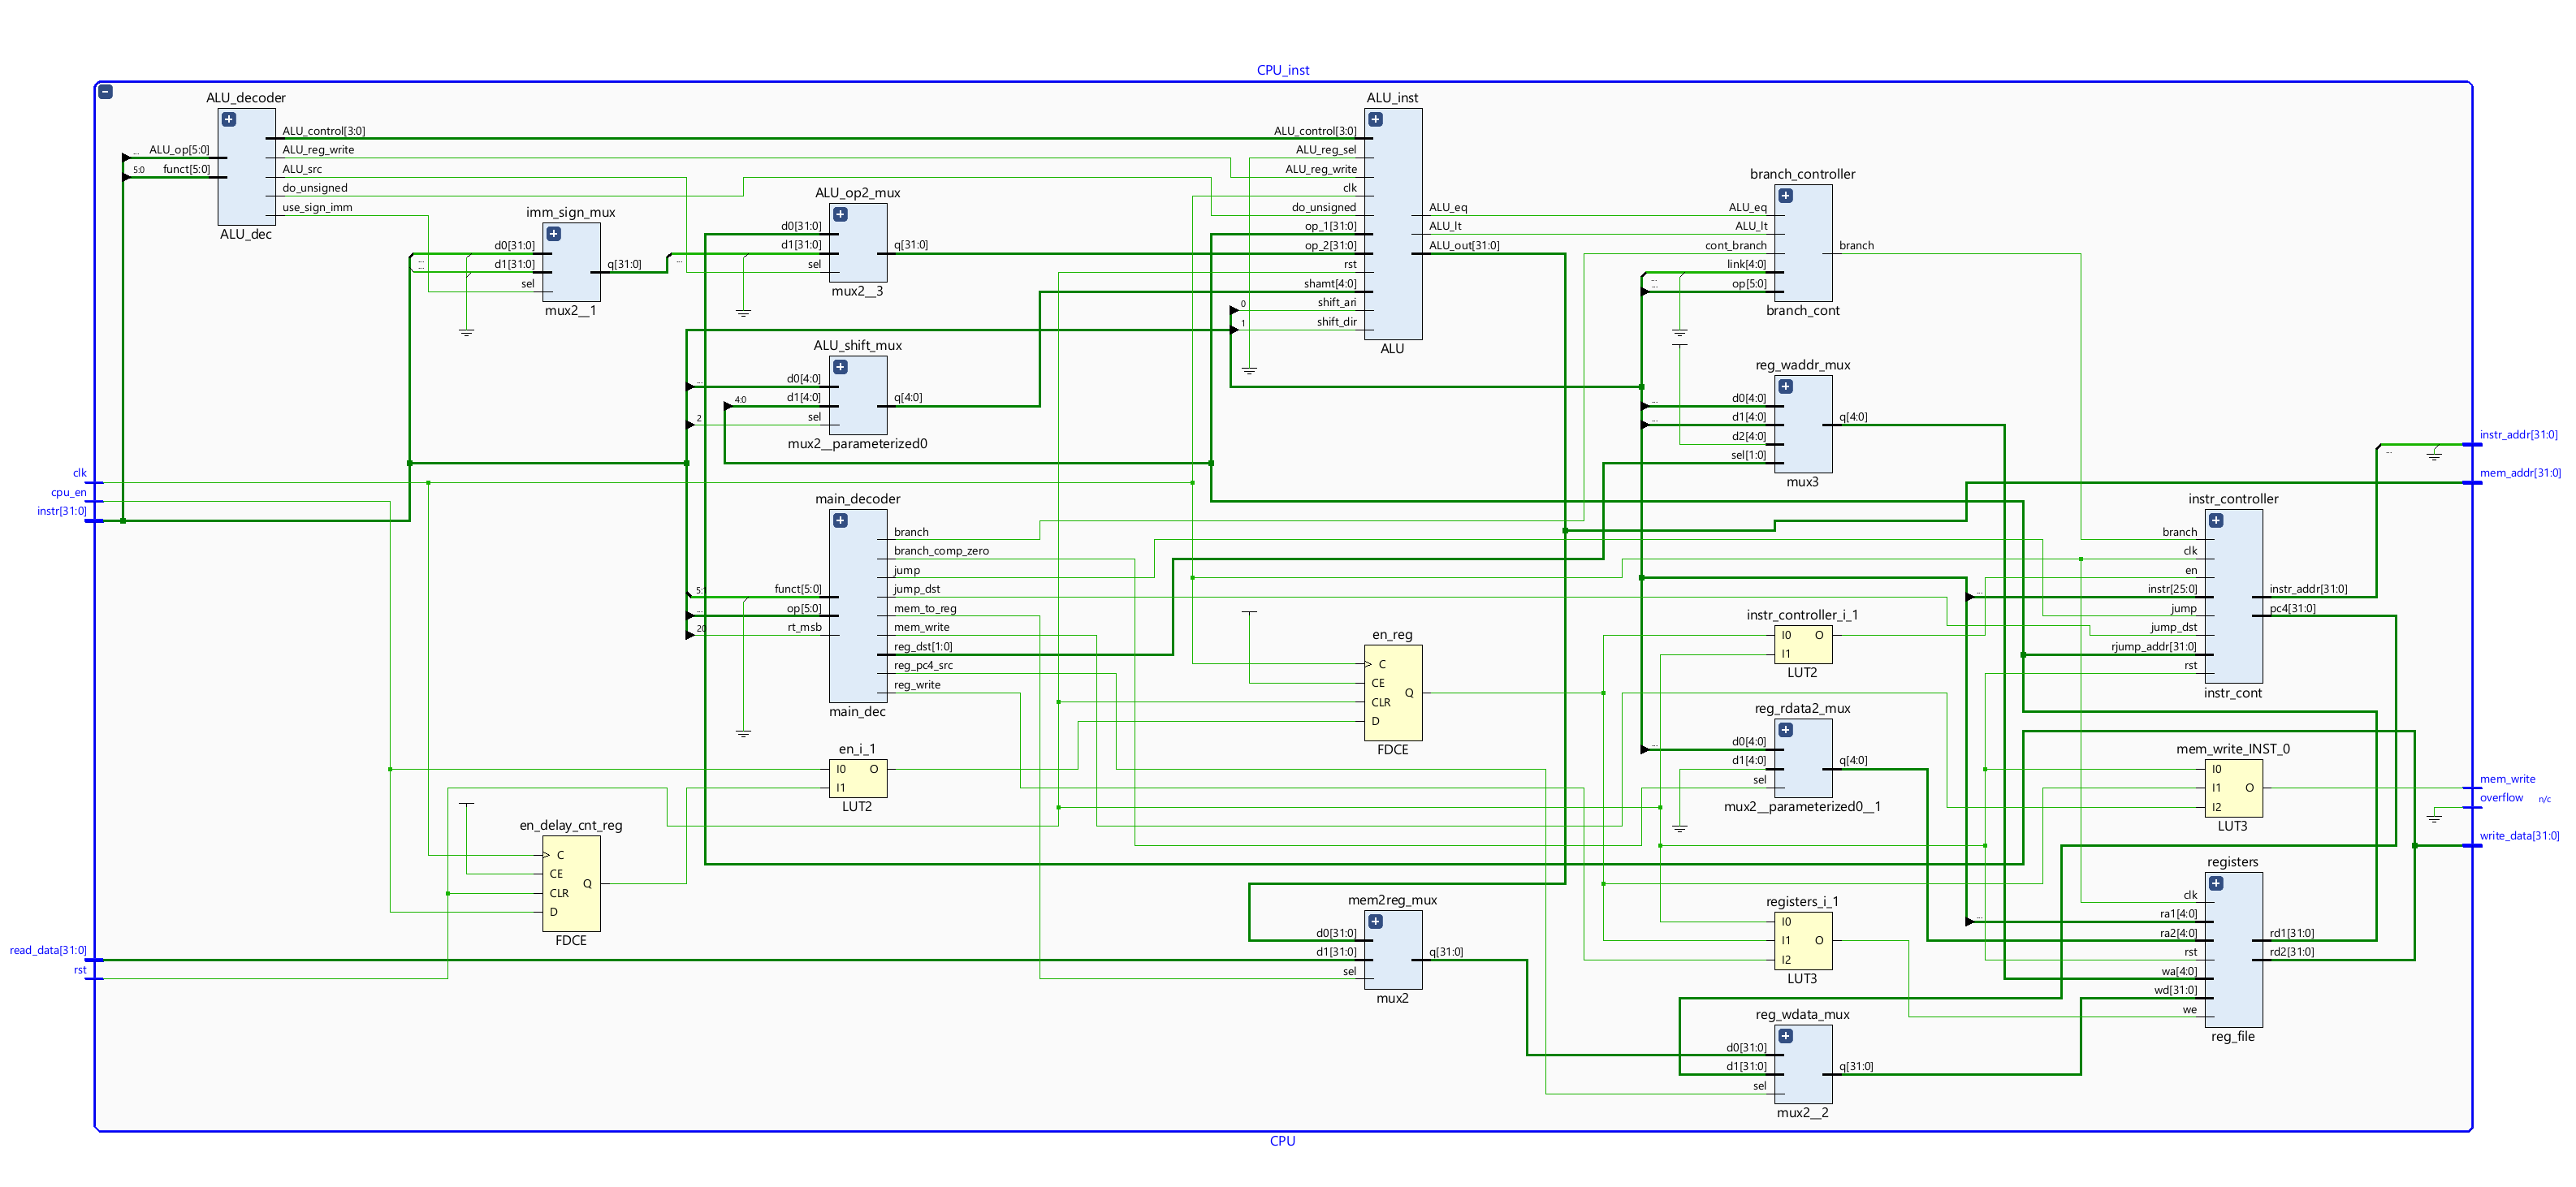 CPU_inst
ALU_decoder
ALU_op[5:0]
5:0
funct[5:0]
ALU_control[3:0]
ALU_reg_write
ALU_src
do_unsigned
use_sign_imm
ALU_dec
imm_sign_mux
d0[31:0]
d1[31:0]
sel
q[31:0]
mux2__1
ALU_op2_mux
d0[31:0]
d1[31:0]
sel
q[31:0]
mux2__3
ALU_shift_mux
d0[4:0]
4:0
d1[4:0]
2
sel
q[4:0]
mux2__parameterized0
ALU_inst
ALU_control[3:0]
ALU_reg_sel
ALU_reg_write
clk
do_unsigned
op_1[31:0]
op_2[31:0]
rst
shamt[4:0]
0
shift_ari
1
shift_dir
ALU_eq
ALU_lt
ALU_out[31:0]
ALU
branch_controller
ALU_eq
ALU_lt
cont_branch
link[4:0]
op[5:0]
branch
branch_cont
reg_waddr_mux
d0[4:0]
d1[4:0]
d2[4:0]
sel[1:0]
q[4:0]
mux3
clk
cpu_en
instr[31:0]
main_decoder
5:
funct[5:0]
op[5:0]
20
rt_msb
branch
branch_comp_zero
jump
jump_dst
mem_to_reg
mem_write
reg_dst[1:0]
reg_pc4_src
reg_write
main_dec
en_i_1
I0
I1
O
LUT2
en_delay_cnt_reg
C
CE
CLR
D
Q
FDCE
read_data[31:0]
rst
en_reg
C
CE
CLR
D
Q
FDCE
mem2reg_mux
d0[31:0]
d1[31:0]
sel
q[31:0]
mux2
instr_controller_i_1
I0
I1
O
LUT2
reg_rdata2_mux
d0[4:0]
d1[4:0]
sel
q[4:0]
mux2__parameterized0__1
registers_i_1
I0
I1
I2
O
LUT3
reg_wdata_mux
d0[31:0]
d1[31:0]
sel
q[31:0]
mux2__2
instr_controller
branch
clk
en
instr[25:0]
jump
jump_dst
rjump_addr[31:0]
rst
instr_addr[31:0]
pc4[31:0]
instr_cont
mem_write_INST_0
I0
I1
I2
O
LUT3
registers
clk
ra1[4:0]
ra2[4:0]
rst
wa[4:0]
wd[31:0]
we
rd1[31:0]
rd2[31:0]
reg_file
instr_addr[31:0]
mem_addr[31:0]
mem_write
overflow n/c
write_data[31:0]
CPU